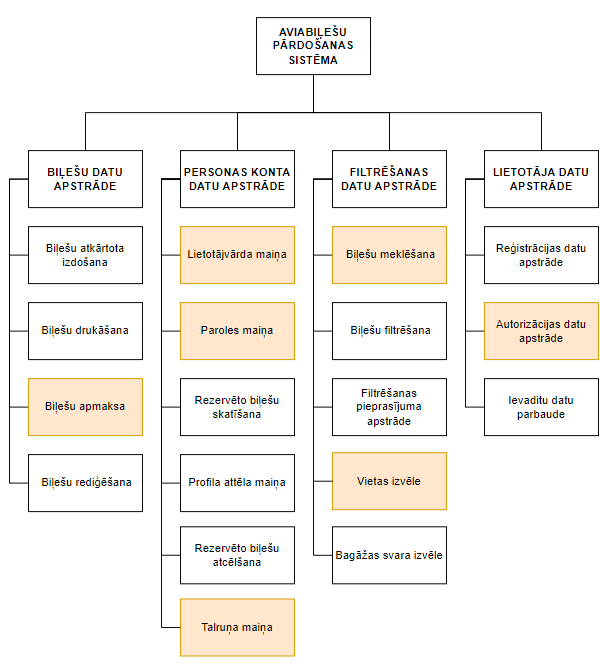 AVIABIĻEŠU
PĀRDOŠANAS
SISTĒMA
BIĻEŠU DATU
APSTRĀDE
Biļešu atkārtota
izdošana
Biļešu drukāšana
Biļešu apmaksa
Biļešu rediģēšana
PERSONAS KONTA
DATU APSTRĀDE
Lietotājvārda maiņa
Paroles maiņa
Rezervēto biļešu
skatīšana
Profila attēla maiņa
Rezervēto biļešu
atcēlšana
Talruņa maiņa
FILTRĒŠANAS
DATU APSTRĀDE
Biļešu meklēšana
Biļešu filtrēšana
Filtrēšanas
pieprasījuma
apstrāde
Vietas izvēle
Bagāžas svara izvēle
LIETOTĀJA DATU
APSTRĀDE
Reģistrācijas datu
apstrāde
Autorizācijas datu
apstrāde
Ievaditu datu
parbaude